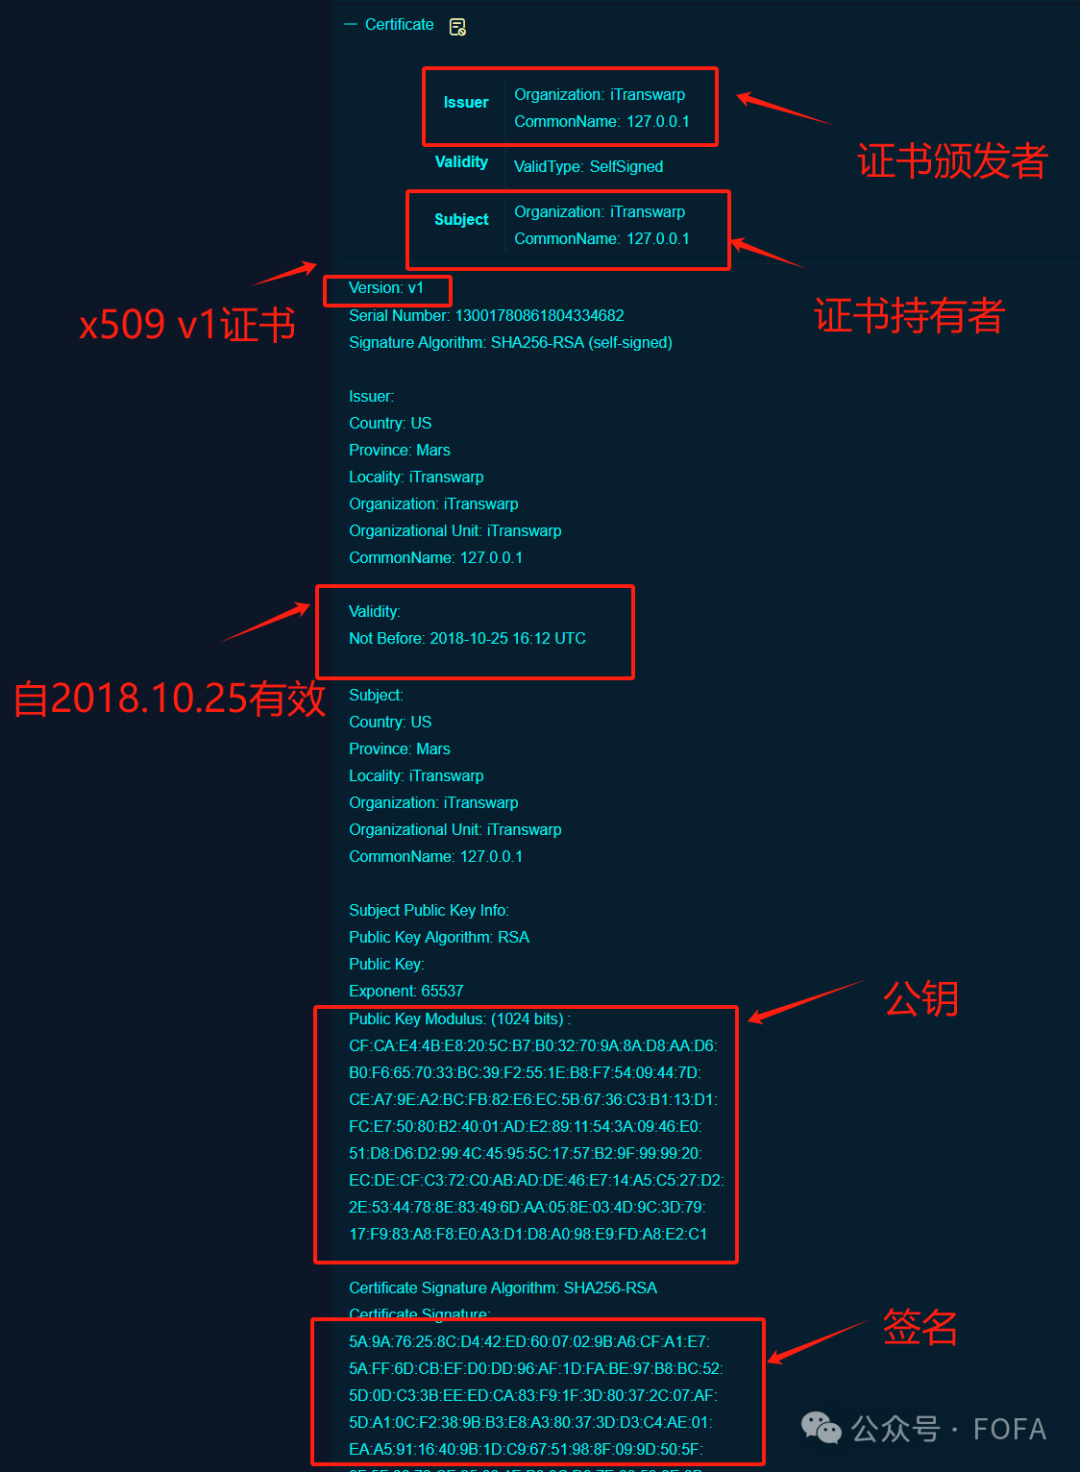 Certificate
Issuer
Organization: iTranswarp
CommonName: 127.0.0.1
证书颁发者
Validity
ValidType: SelfSigned
Subject
Organization: iTranswarp
CommonName: 127.0.0.1
证书持有者
Version: v1
x509 v1证书
Serial Number: 13001780861804334682
Signature Algorithm: SHA256-RSA (self-signed)
Issuer:
Country: US
Province: Mars
Locality: iTranswarp
Organization: iTranswarp
Organizational Unit: iTranswarp
CommonName: 127.0.0.1
Validity:
Not Before: 2018-10-25 16:12 UTC
自2018.10.25有效
Subject:
Country: US
Province: Mars
Locality: iTranswarp
Organization: iTranswarp
Organizational Unit: iTranswarp
CommonName: 127.0.0.1
Subject Public Key Info:
Public Key Algorithm: RSA
Public Key:
Exponent: 65537
公钥
Public Key Modulus: (1024 bits) :
CF:CA:E4:4B:E8:20:5C:B7:B0:32:70:9A:8A:D8:AA:D6:
B0:F6:65:70:33:BC:39:F2:55:1E:B8:F7:54:09:44:7D:
CE:A7:9E:A2:BC:FB:82:E6:EC:5B:67:36:C3:B1:13:D1:
FC:E7:50:80:B2:40:01:AD:E2:89:11:54:3A:09:46:E0:
51:D8:D6:D2:99:4C:45:95:5C:17:57:B2:9F:99:99:20:
EC:DE:CF:C3:72:C0:AB:AD:DE:46:E7:14:A5:C5:27:D2:
2E:53:44:78:8E:83:49:6D:AA:05:8E:03:4D:9C:3D:79:
17:F9:83:A8:F8:E0:A3:D1:D8:A0:98:E9:FD:A8:E2:C1
Certificate Signature Algorithm: SHA256-RSA
Certificate Signature:
签名
5A:9A:76:25:8C:D4:42:ED:60:07:02:9B:A6:CF:A1:E7:
5A:FF:6D:CB:EF:D0:DD:96:AF:1D:FA:BE:97:B8:BC:52:
5D:0D:C3:3B:EE:ED:CA:83:F9:1F:3D:80:37:2C:07:AF:
5D:A1:0C:F2:38:9B:B3:E8:A3:80:37:3D:D3:C4:AE:01:
EA:A5:91:16:40:9B:1D:C9:67:51:98:8F:09:9D:50:5F:
公众号 · FOFA